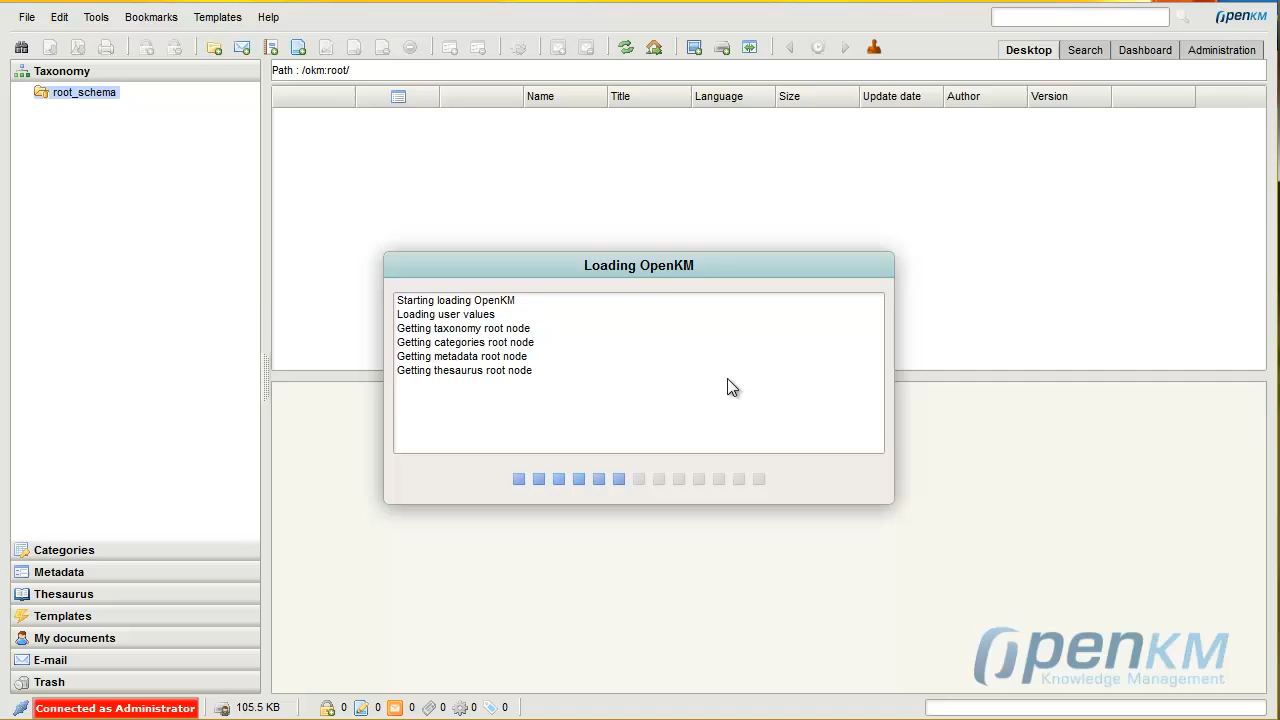 File Edit Tools Bookmarks Templates Help
OpenKM
Desktop Search Dashboard Administration
Taxonomy
Path : /okm:root/
root_schema
Name Title Language Size Update date Author Version
Loading OpenKM
Starting loading OpenKM
Loading user values
Getting taxonomy root node
Getting categories root node
Getting metadata root node
Getting thesaurus root node
Categories
Metadata
Thesaurus
Templates
My documents
E-mail
Trash
OpenKM
Knowledge Management
Connected as Administrator 105.5 KB 0 0 0 0 0 0